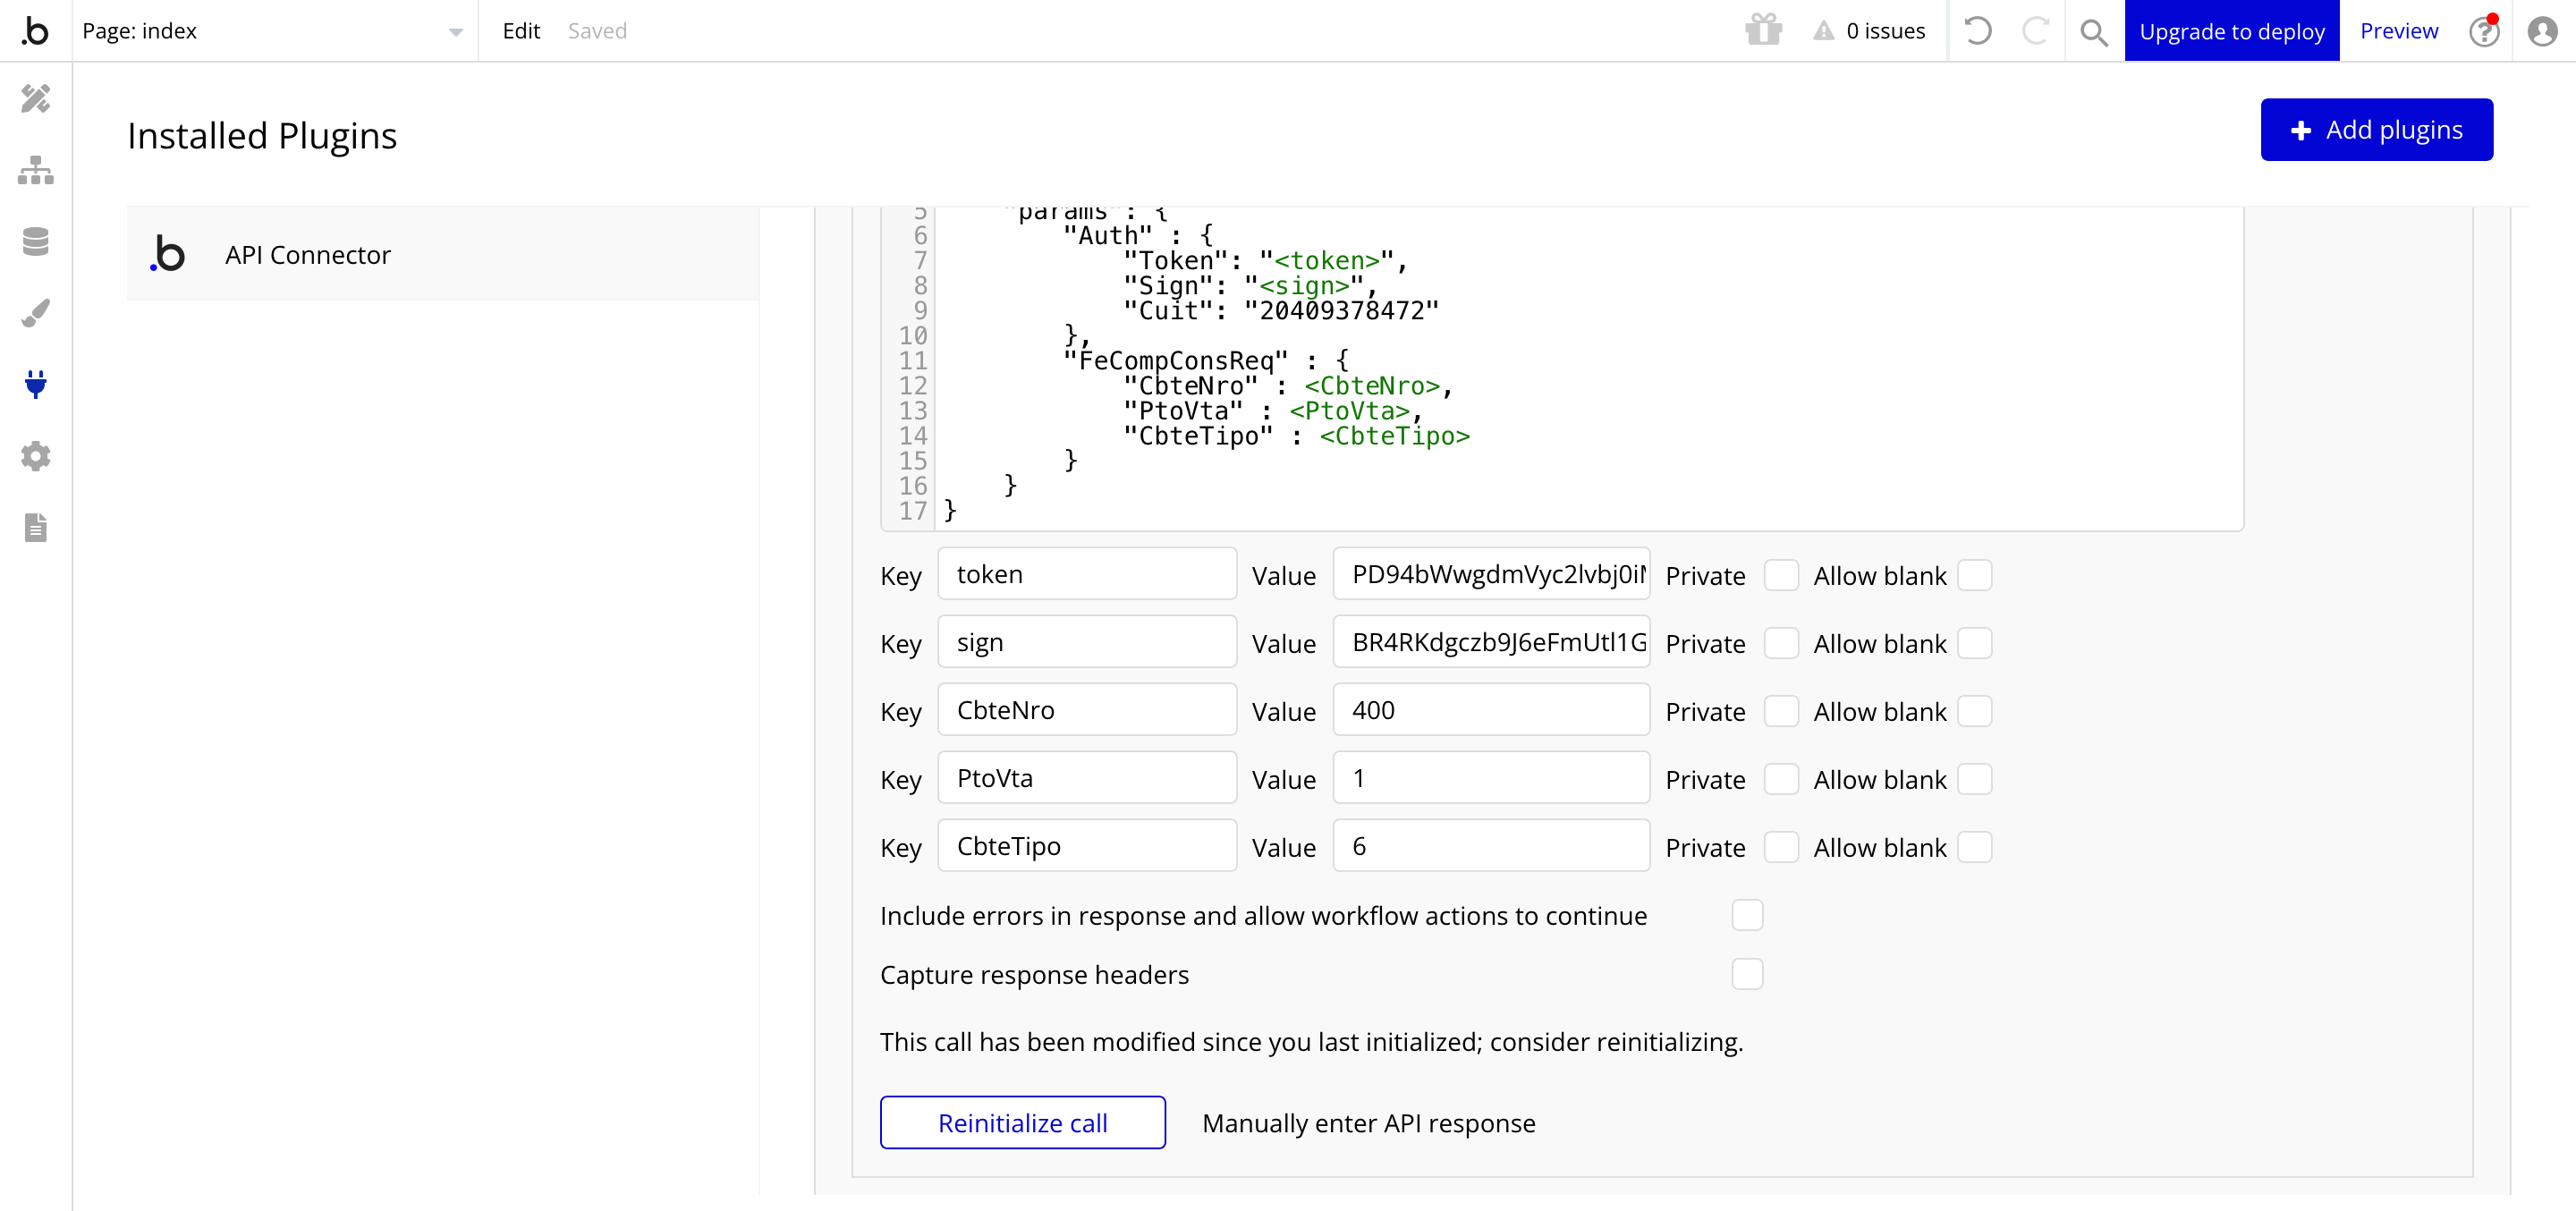 .b Page: index Edit Saved 0 issues Upgrade to deploy Preview ?
Installed Plugins
+ Add plugins
.b API Connector
5 "params": {
6 "Auth" : {
7 "Token": "<token>",
8 "Sign": "<sign>",
9 "Cuit": "20409378472"
10 },
11 "FeCompConsReq" : {
12 "CbteNro" : <CbteNro>,
13 "PtoVta" : <PtoVta>,
14 "CbteTipo" : <CbteTipo>
15 }
16 }
17 }
Key token Value PD94bWwgdmVyc2lvbj0iM Private Allow blank
Key sign Value BR4RKdgczb9J6eFmUtl1G Private Allow blank
Key CbteNro Value 400 Private Allow blank
Key PtoVta Value 1 Private Allow blank
Key CbteTipo Value 6 Private Allow blank
Include errors in response and allow workflow actions to continue
Capture response headers
This call has been modified since you last initialized; consider reinitializing.
Reinitialize call Manually enter API response